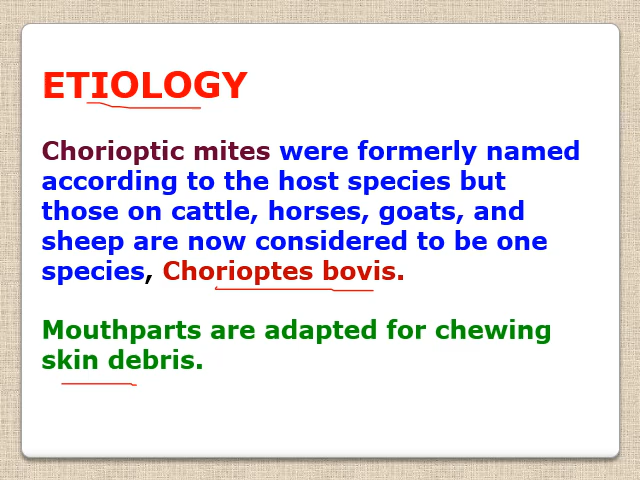 ETIOLOGY
Chorioptic mites were formerly named
according to the host species but
those on cattle, horses, goats, and
sheep are now considered to be one
species, Chorioptes bovis.
Mouthparts are adapted for chewing
skin debris.